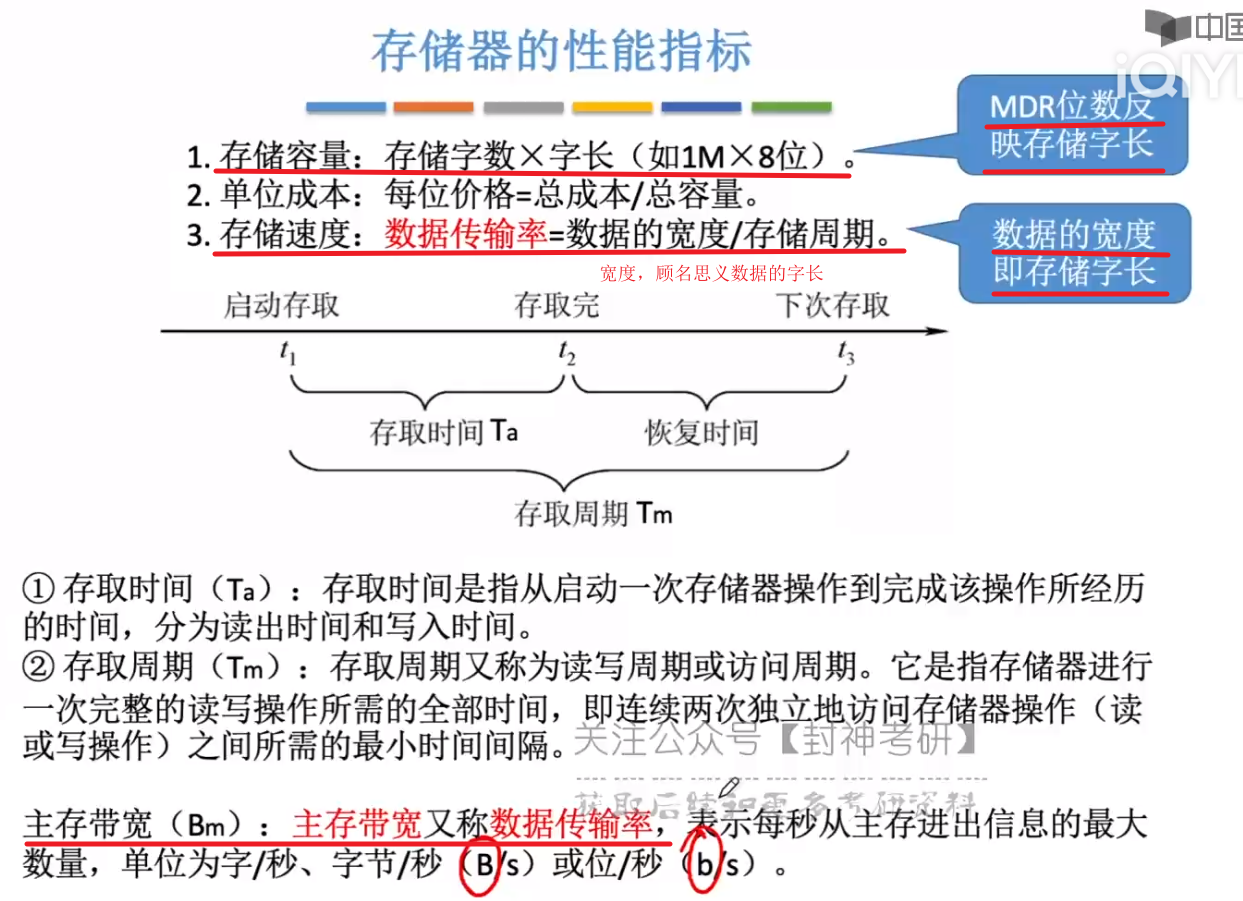 存储器的性能指标
中国
iQIYI
MDR位数反
映存储字长
1. 存储容量：存储字数×字长（如1M×8位）。
2. 单位成本：每位价格=总成本/总容量。
3. 存储速度：数据传输率=数据的宽度/存储周期。
数据的宽度
即存储字长
宽度，顾名思义数据的字长
启动存取 存取完 下次存取
t1 t2 t3
存取时间 Ta 恢复时间
存取周期 Tm
① 存取时间（Ta）：存取时间是指从启动一次存储器操作到完成该操作所经历
的时间，分为读出时间和写入时间。
② 存取周期（Tm）：存取周期又称为读写周期或访问周期。它是指存储器进行
一次完整的读写操作所需的全部时间，即连续两次独立地访问存储器操作（读
或写操作）之间所需的最小时间间隔。
关注公众号【封神考研】
获取后续和更多考研资料
主存带宽（Bm）：主存带宽又称数据传输率，表示每秒从主存进出信息的最大
数量，单位为字/秒、字节/秒（B/s）或位/秒（b/s）。